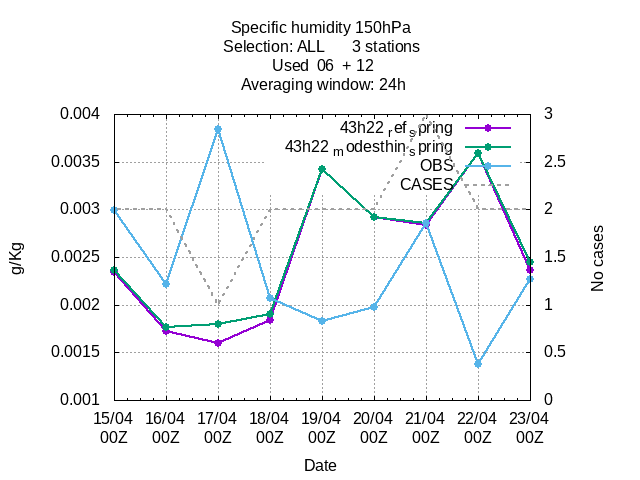 Specific humidity 150hPa
Selection: ALL 3 stations
Used 06 + 12
Averaging window: 24h
43h22 ref spring
43h22 modesthin spring
OBS
CASES
0.004
0.0035
0.003
0.0025
0.002
0.0015
0.001
g/Kg
3
2.5
2
1.5
1
0.5
0
No cases
15/04 16/04 17/04 18/04 19/04 20/04 21/04 22/04 23/04
00Z 00Z 00Z 00Z 00Z 00Z 00Z 00Z 00Z
Date